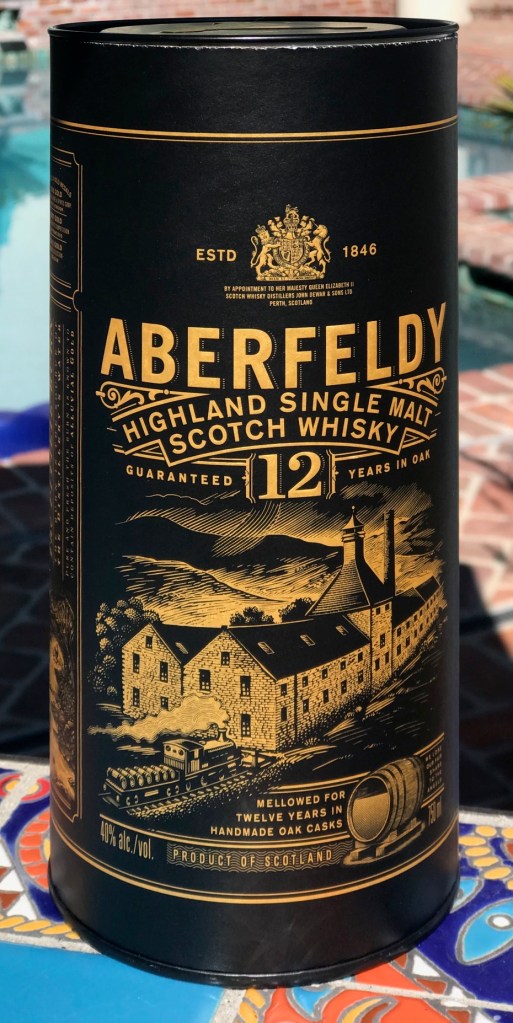 ESTD 1846
BY APPOINTMENT TO HER MAJESTY QUEEN ELIZABETH II
SCOTCH WHISKY DISTILLERS JOHN DEWAR & SONS LTD
PERTH, SCOTLAND
ABERFELDY
HIGHLAND SINGLE MALT
SCOTCH WHISKY
GUARANTEED 12 YEARS IN OAK
MELLOWED FOR
TWELVE YEARS IN
HANDMADE OAK CASKS
40% alc./vol.
750 ml
PRODUCT OF SCOTLAND
ALLUVIAL GOLD